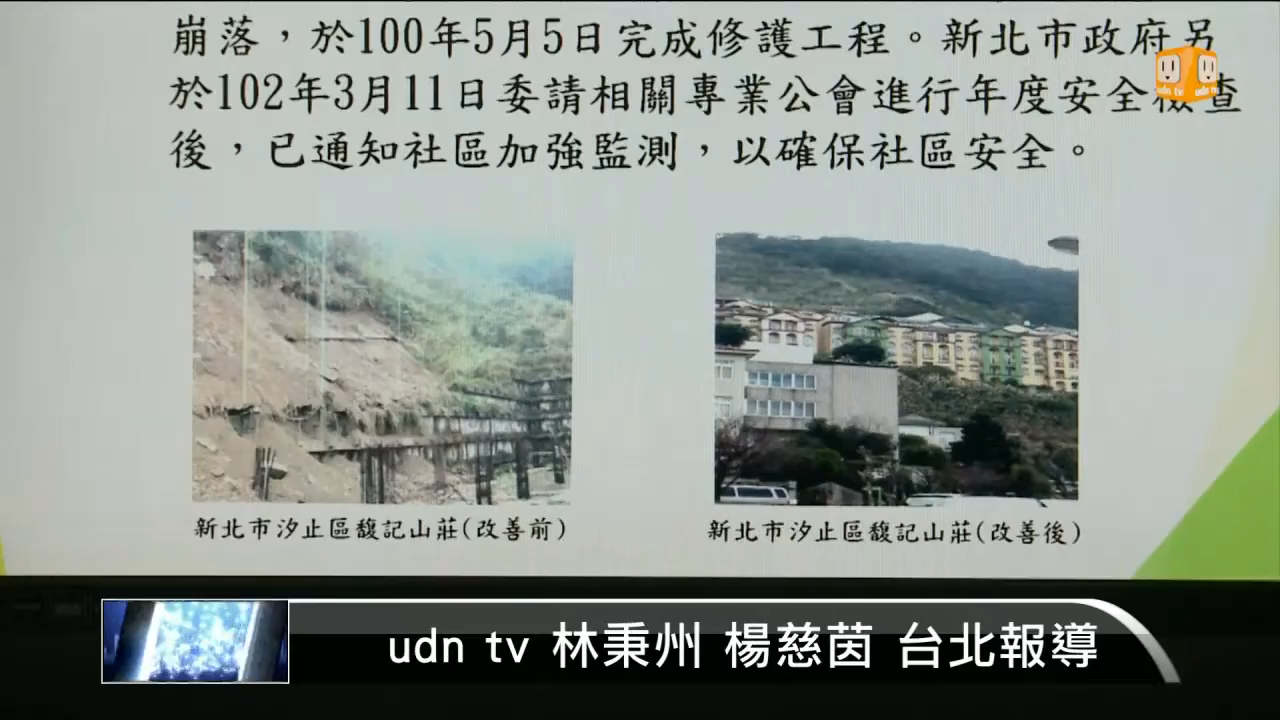 崩落，於100年5月5日完成修護工程。新北市政府另
於102年3月11日委請相關專業公會進行年度安全檢查
後，已通知社區加強監測，以確保社區安全。
udn tv
新北市汐止區馥記山莊(改善前)
新北市汐止區馥記山莊(改善後)
udn tv 林秉州 楊慈茵 台北報導